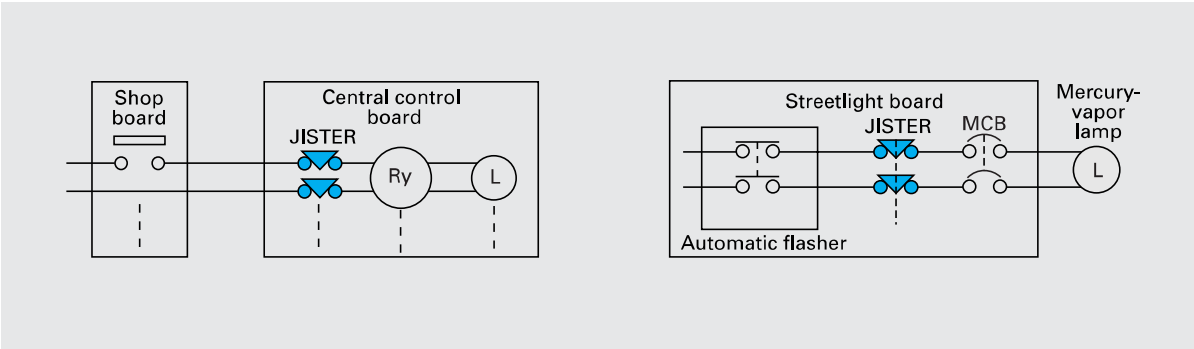 Shop
board
Central control
board
JISTER
Ry
L
Streetlight board
JISTER
MCB
Mercury-
vapor
lamp
L
Automatic flasher